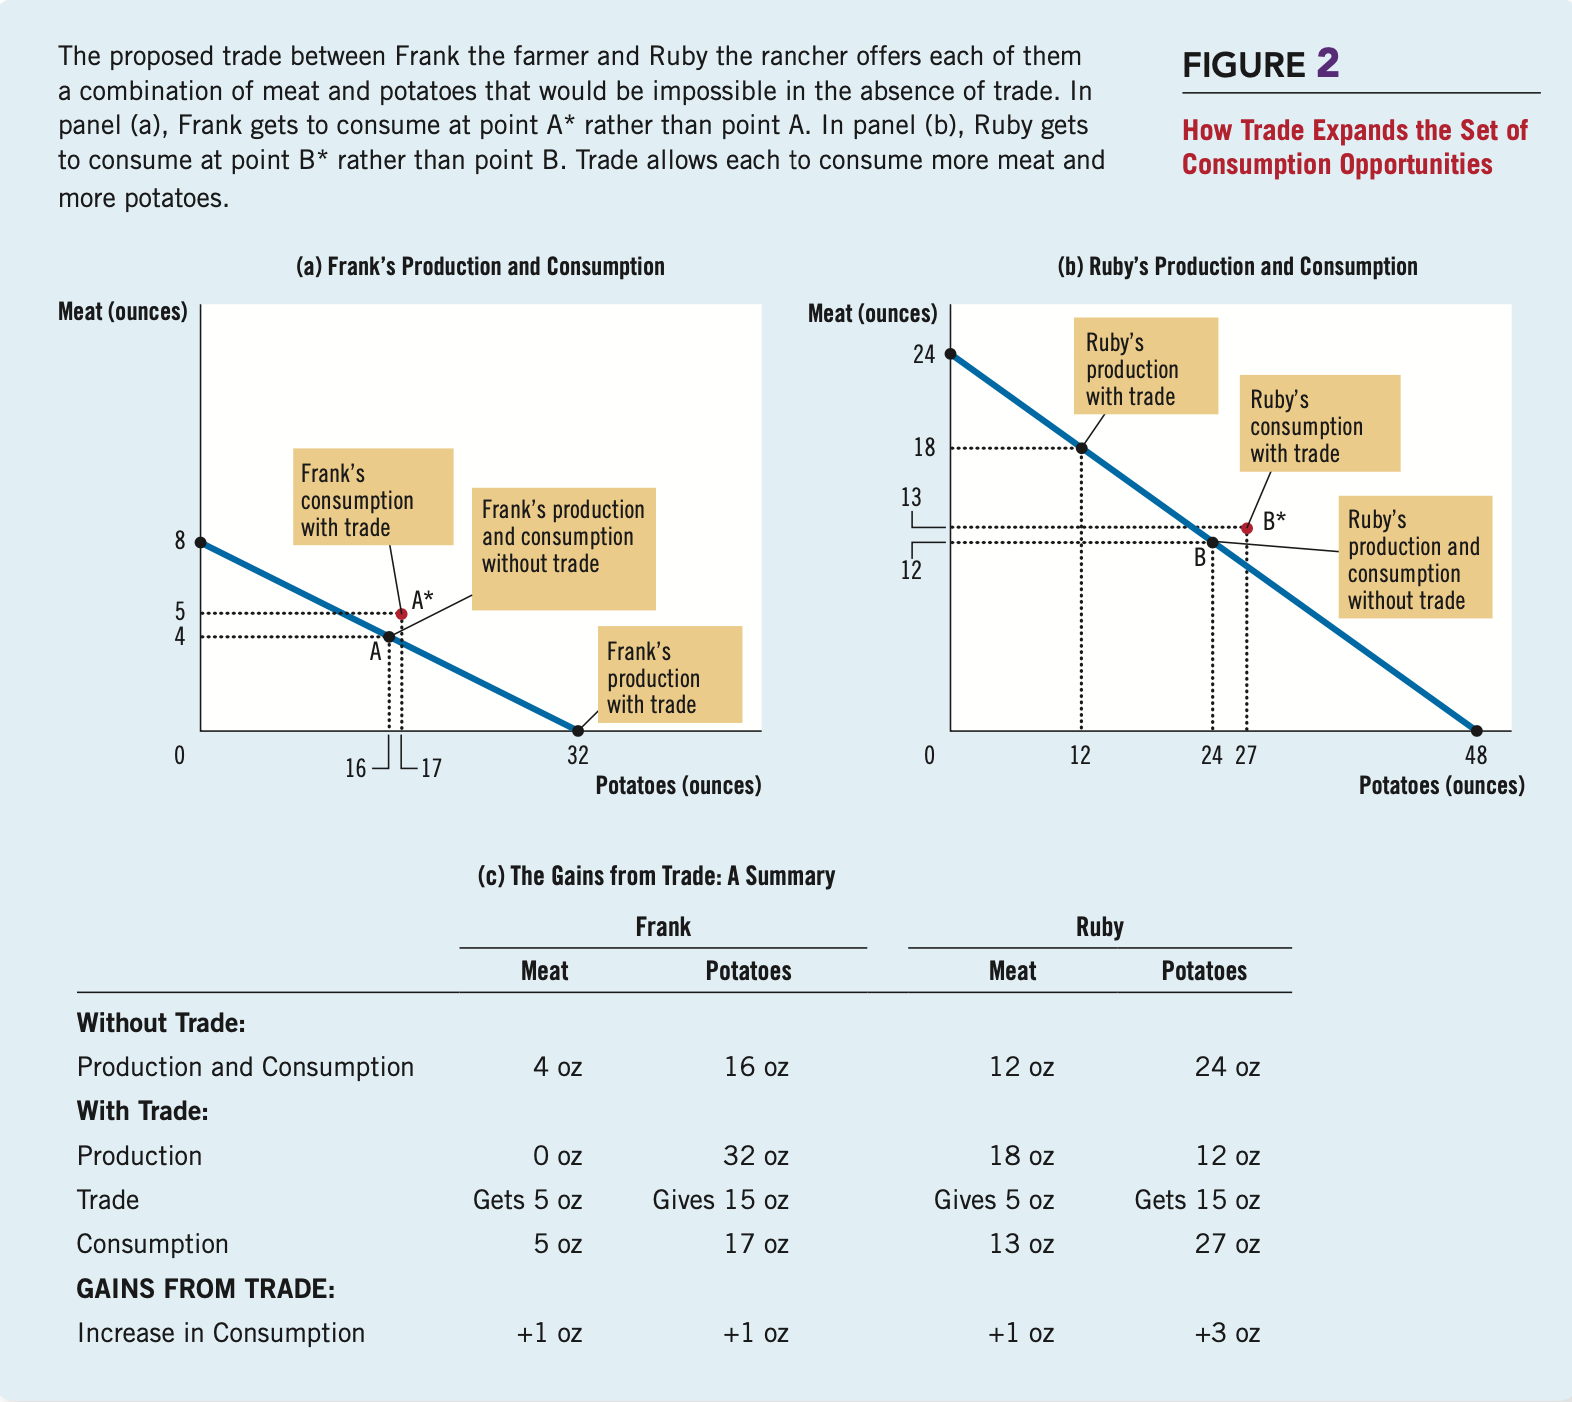 The proposed trade between Frank the farmer and Ruby the rancher offers each of them
a combination of meat and potatoes that would be impossible in the absence of trade. In
panel (a), Frank gets to consume at point A* rather than point A. In panel (b), Ruby gets
to consume at point B* rather than point B. Trade allows each to consume more meat and
more potatoes.
FIGURE 2
How Trade Expands the Set of
Consumption Opportunities
(a) Frank's Production and Consumption
Meat (ounces)
8
5
4
0
Frank's
consumption
with trade
Frank's production
and consumption
without trade
A*
A
Frank's
production
with trade
16
17
32
Potatoes (ounces)
(b) Ruby's Production and Consumption
Meat (ounces)
24
18
13
12
0
Ruby's
production
with trade
Ruby's
consumption
with trade
B*
B
Ruby's
production and
consumption
without trade
12
24
27
48
Potatoes (ounces)
(c) The Gains from Trade: A Summary
Frank Ruby
Meat Potatoes Meat Potatoes
Without Trade:
Production and Consumption 4 oz 16 oz 12 oz 24 oz
With Trade:
Production 0 oz 32 oz 18 oz 12 oz
Trade Gets 5 oz Gives 15 oz Gives 5 oz Gets 15 oz
Consumption 5 oz 17 oz 13 oz 27 oz
GAINS FROM TRADE:
Increase in Consumption +1 oz +1 oz +1 oz +3 oz